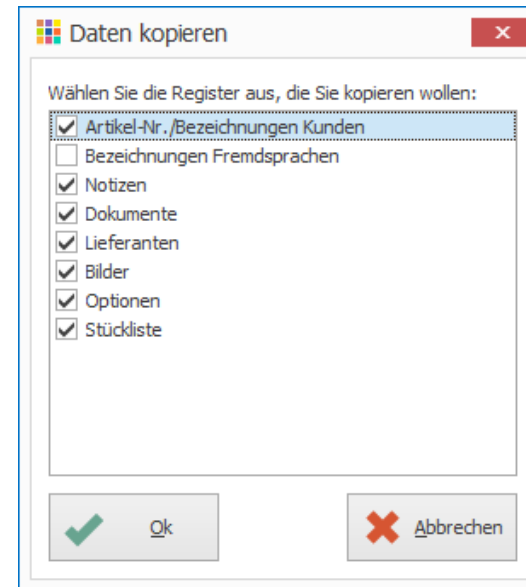 Daten kopieren
Wählen Sie die Register aus, die Sie kopieren wollen:
Artikel-Nr./Bezeichnungen Kunden
Bezeichnungen Fremdsprachen
Notizen
Dokumente
Lieferanten
Bilder
Optionen
Stückliste
Ok Abbrechen